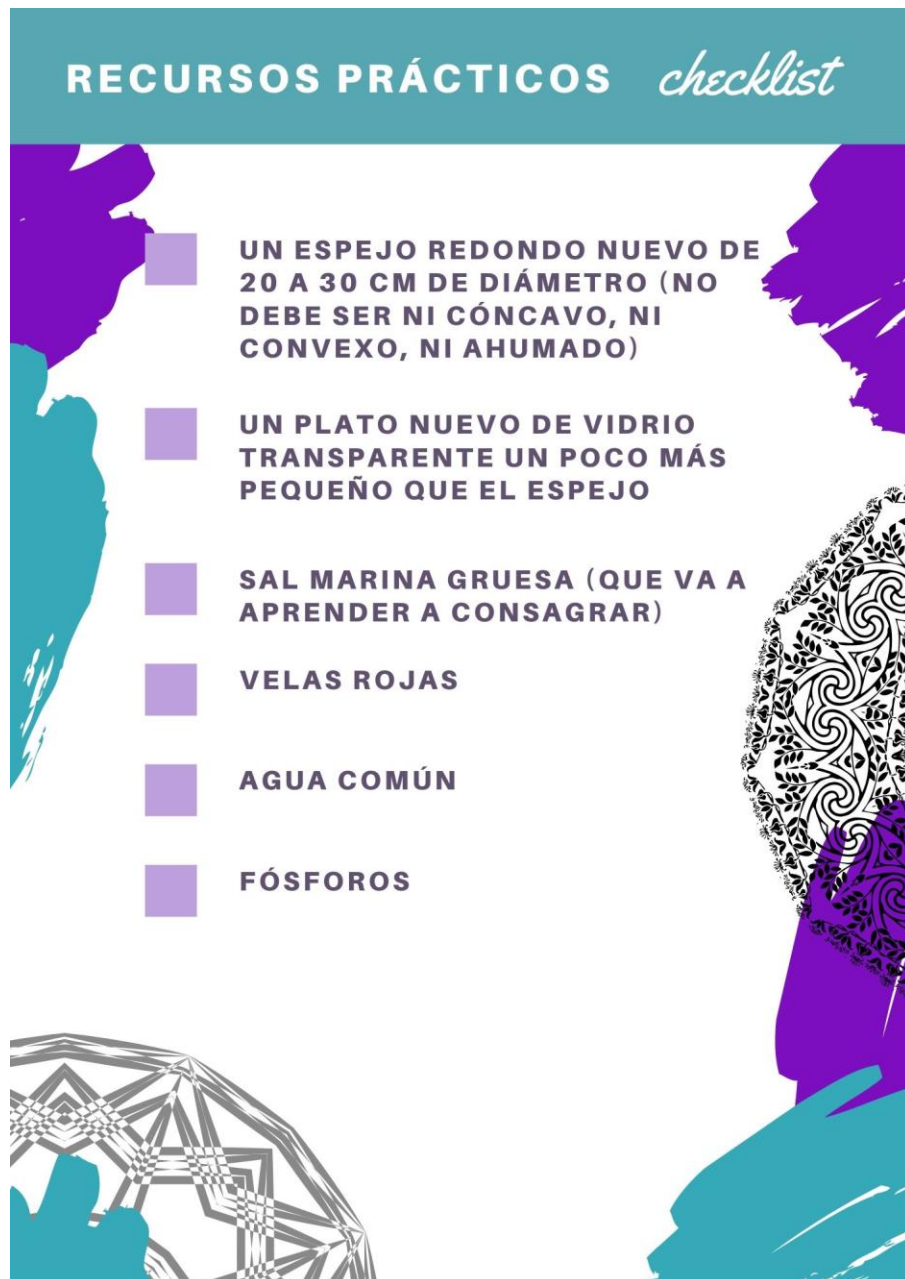 RECURSOS PRÁCTICOS checklist
UN ESPEJO REDONDO NUEVO DE
20 A 30 CM DE DIÁMETRO (NO
DEBE SER NI CÓNCAVO, NI
CONVEXO, NI AHUMADO)
UN PLATO NUEVO DE VIDRIO
TRANSPARENTE UN POCO MÁS
PEQUEÑO QUE EL ESPEJO
SAL MARINA GRUESA (QUE VA A
APRENDER A CONSAGRAR)
VELAS ROJAS
AGUA COMÚN
FÓSFOROS